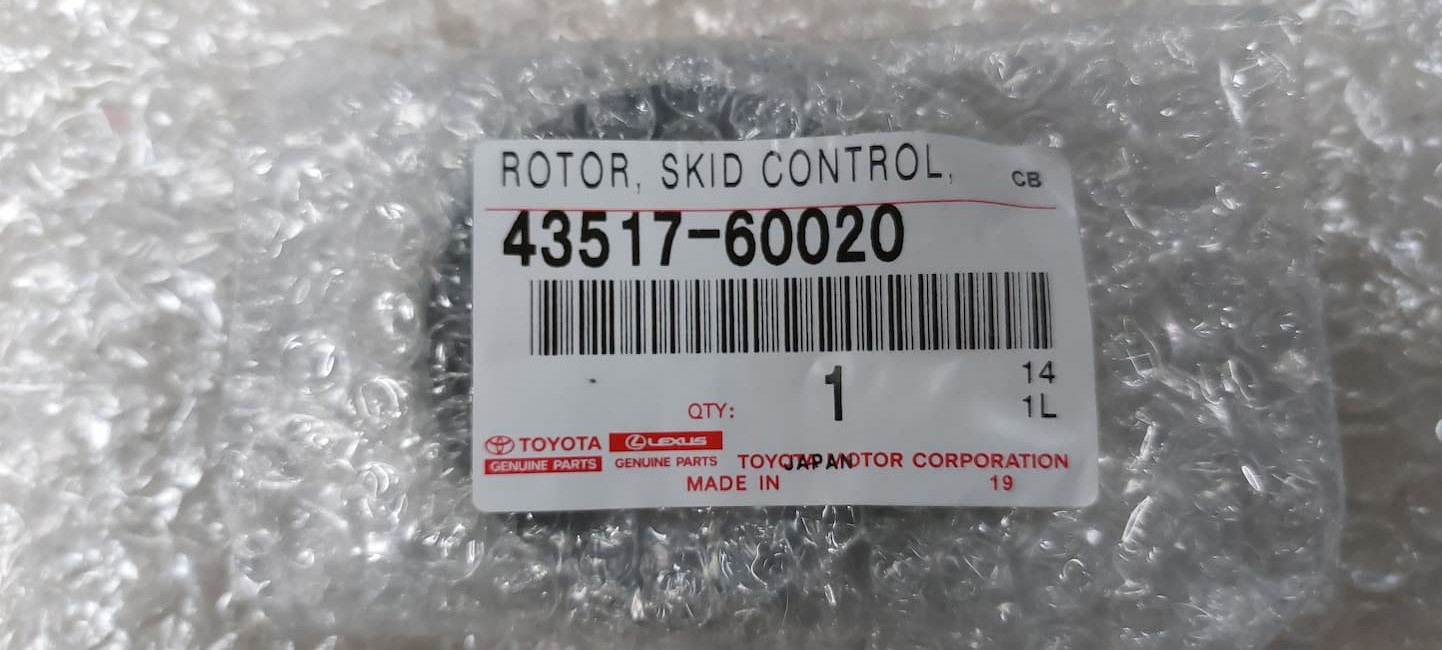 ROTOR, SKID CONTROL, CB
43517-60020
14
QTY: 1 1L
TOYOTA LEXUS
GENUINE PARTS GENUINE PARTS TOYOTA MOTOR CORPORATION
JAPAN
MADE IN 19